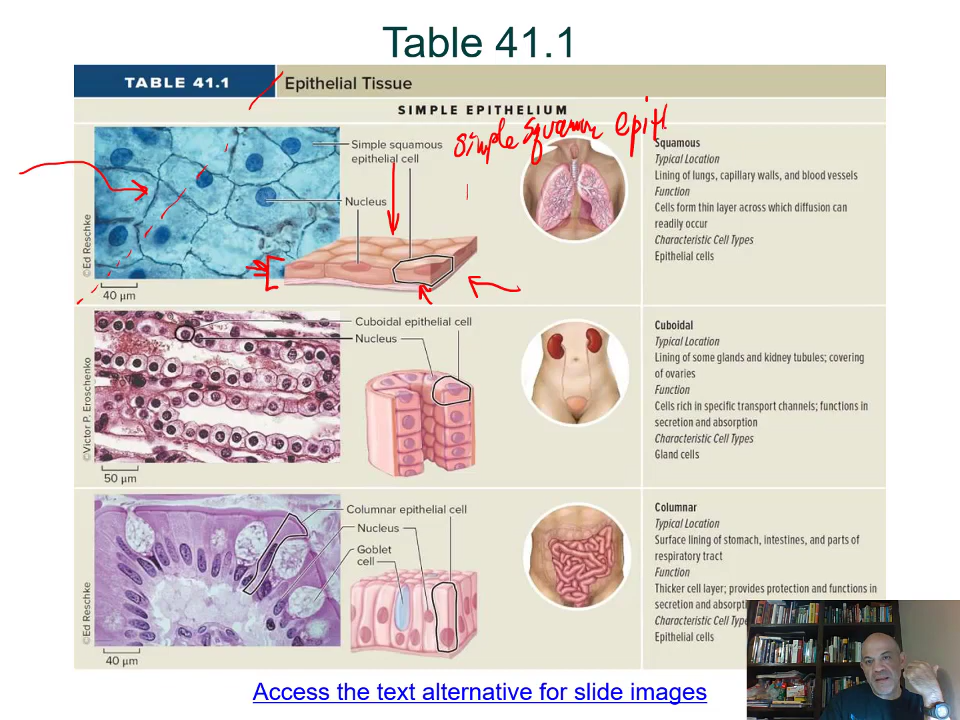 Table 41.1
TABLE 41.1
Epithelial Tissue
SIMPLE EPITHELIUM
simple squamous epith
Simple squamous
epithelial cell
Nucleus
©Ed Reschke
40 µm
Squamous
Typical Location
Lining of lungs, capillary walls, and blood vessels
Function
Cells form thin layer across which diffusion can
readily occur
Characteristic Cell Types
Epithelial cells
Cuboidal epithelial cell
Nucleus
©Victor P. Eroschenko
50 µm
Cuboidal
Typical Location
Lining of some glands and kidney tubules; covering
of ovaries
Function
Cells rich in specific transport channels; functions in
secretion and absorption
Characteristic Cell Types
Gland cells
Columnar epithelial cell
Nucleus
Goblet
cell
©Ed Reschke
40 µm
Columnar
Typical Location
Surface lining of stomach, intestines, and parts of
respiratory tract
Function
Thicker cell layer; provides protection and functions in
secretion and absorpti
Characteristic Cell Type
Epithelial cells
Access the text alternative for slide images